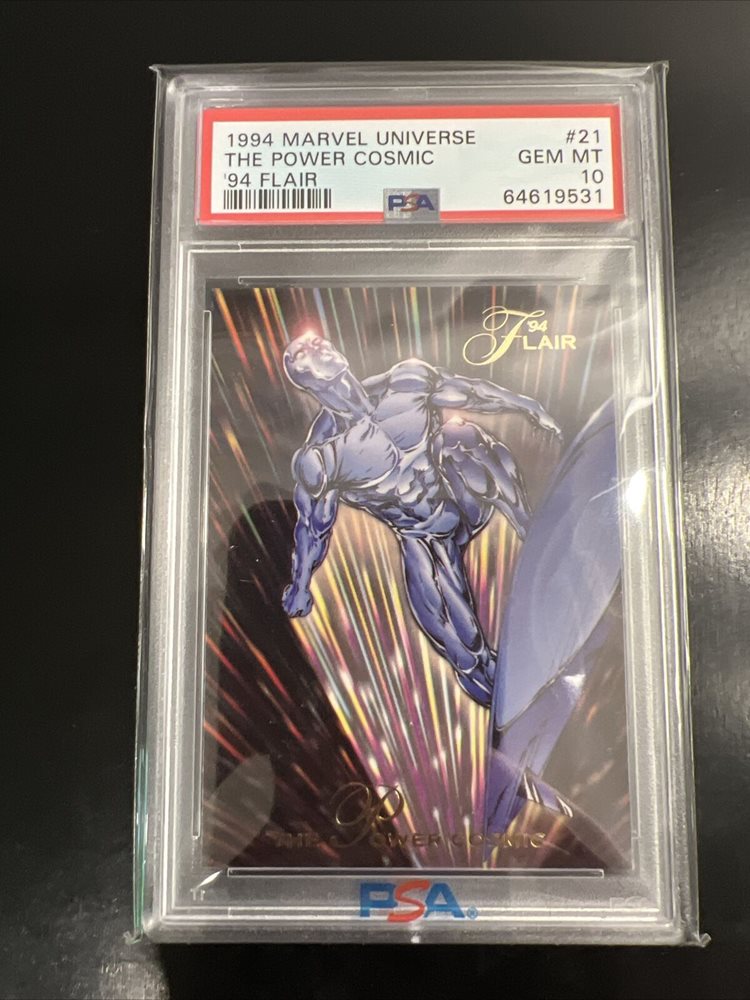 1994 MARVEL UNIVERSE #21
THE POWER COSMIC GEM MT
'94 FLAIR 10
PSA 64619531
'94
FLAIR
THE POWER COSMIC
PSA